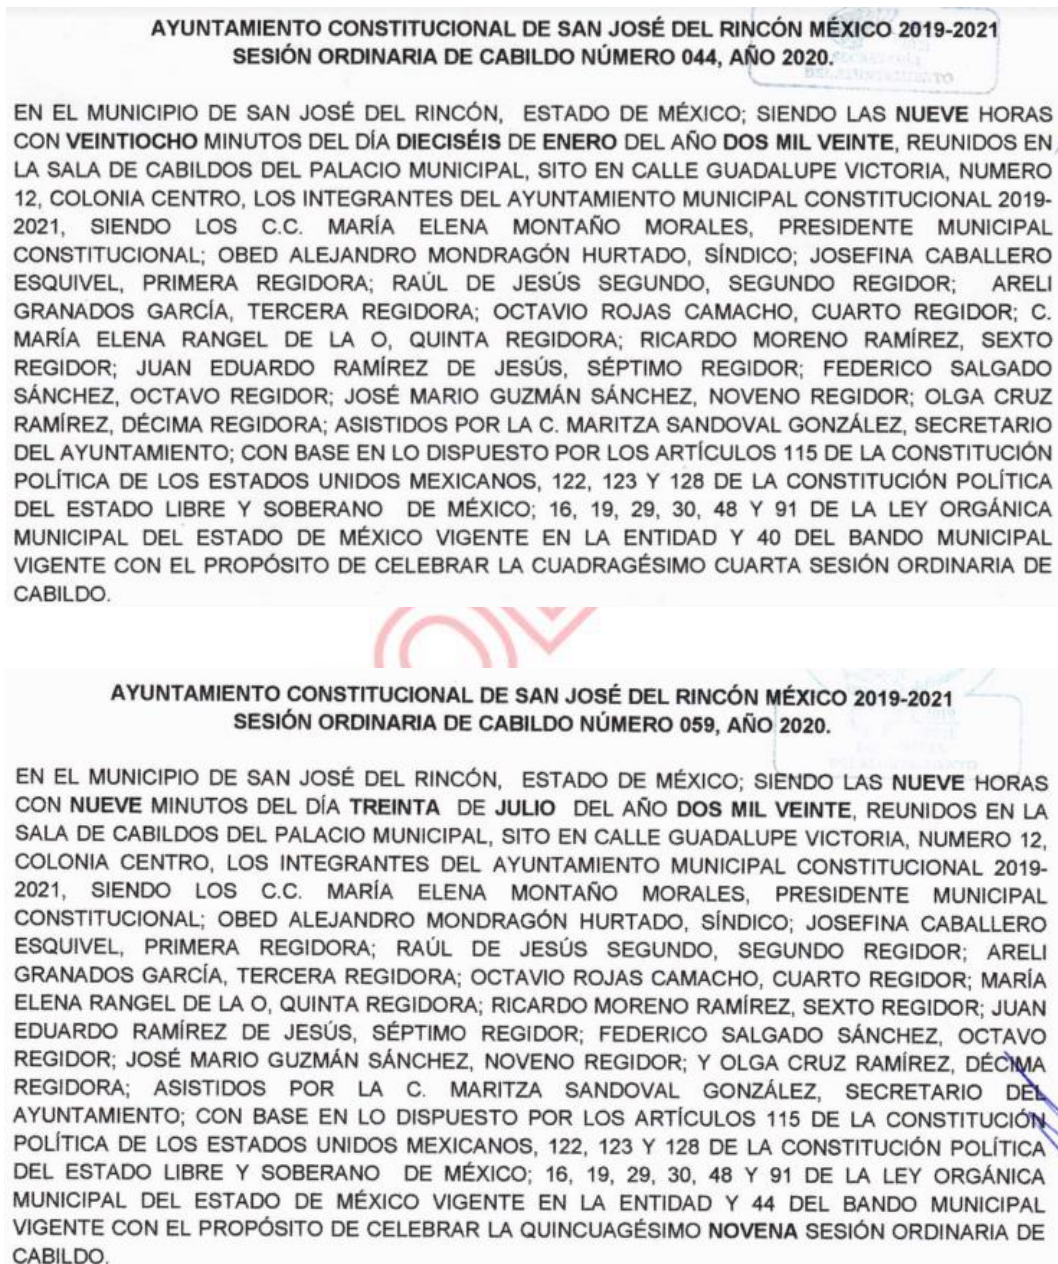 AYUNTAMIENTO CONSTITUCIONAL DE SAN JOSÉ DEL RINCÓN MÉXICO 2019-2021
SESIÓN ORDINARIA DE CABILDO NÚMERO 044, AÑO 2020.
EN EL MUNICIPIO DE SAN JOSÉ DEL RINCÓN, ESTADO DE MÉXICO; SIENDO LAS NUEVE HORAS
CON VEINTIOCHO MINUTOS DEL DÍA DIECISÉIS DE ENERO DEL AÑO DOS MIL VEINTE, REUNIDOS EN
LA SALA DE CABILDOS DEL PALACIO MUNICIPAL, SITO EN CALLE GUADALUPE VICTORIA, NUMERO
12, COLONIA CENTRO, LOS INTEGRANTES DEL AYUNTAMIENTO MUNICIPAL CONSTITUCIONAL 2019-
2021, SIENDO LOS C.C. MARÍA ELENA MONTAÑO MORALES, PRESIDENTE MUNICIPAL
CONSTITUCIONAL; OBED ALEJANDRO MONDRAGÓN HURTADO, SÍNDICO; JOSEFINA CABALLERO
ESQUIVEL, PRIMERA REGIDORA; RAÚL DE JESÚS SEGUNDO, SEGUNDO REGIDOR; ARELI
GRANADOS GARCÍA, TERCERA REGIDORA; OCTAVIO ROJAS CAMACHO, CUARTO REGIDOR; C.
MARÍA ELENA RANGEL DE LA O, QUINTA REGIDORA; RICARDO MORENO RAMÍREZ, SEXTO
REGIDOR; JUAN EDUARDO RAMÍREZ DE JESÚS, SÉPTIMO REGIDOR; FEDERICO SALGADO
SÁNCHEZ, OCTAVO REGIDOR; JOSÉ MARIO GUZMÁN SÁNCHEZ, NOVENO REGIDOR; OLGA CRUZ
RAMÍREZ, DÉCIMA REGIDORA; ASISTIDOS POR LA C. MARITZA SANDOVAL GONZÁLEZ, SECRETARIO
DEL AYUNTAMIENTO; CON BASE EN LO DISPUESTO POR LOS ARTÍCULOS 115 DE LA CONSTITUCIÓN
POLÍTICA DE LOS ESTADOS UNIDOS MEXICANOS, 122, 123 Y 128 DE LA CONSTITUCIÓN POLÍTICA
DEL ESTADO LIBRE Y SOBERANO DE MÉXICO; 16, 19, 29, 30, 48 Y 91 DE LA LEY ORGÁNICA
MUNICIPAL DEL ESTADO DE MÉXICO VIGENTE EN LA ENTIDAD Y 40 DEL BANDO MUNICIPAL
VIGENTE CON EL PROPÓSITO DE CELEBRAR LA CUADRAGÉSIMO CUARTA SESIÓN ORDINARIA DE
CABILDO.
AYUNTAMIENTO CONSTITUCIONAL DE SAN JOSÉ DEL RINCÓN MÉXICO 2019-2021
SESIÓN ORDINARIA DE CABILDO NÚMERO 059, AÑO 2020.
EN EL MUNICIPIO DE SAN JOSÉ DEL RINCÓN, ESTADO DE MÉXICO; SIENDO LAS NUEVE HORAS
CON NUEVE MINUTOS DEL DÍA TREINTA DE JULIO DEL AÑO DOS MIL VEINTE, REUNIDOS EN LA
SALA DE CABILDOS DEL PALACIO MUNICIPAL, SITO EN CALLE GUADALUPE VICTORIA, NUMERO 12,
COLONIA CENTRO, LOS INTEGRANTES DEL AYUNTAMIENTO MUNICIPAL CONSTITUCIONAL 2019-
2021, SIENDO LOS C.C. MARÍA ELENA MONTAÑO MORALES, PRESIDENTE MUNICIPAL
CONSTITUCIONAL; OBED ALEJANDRO MONDRAGÓN HURTADO, SÍNDICO; JOSEFINA CABALLERO
ESQUIVEL, PRIMERA REGIDORA; RAÚL DE JESÚS SEGUNDO, SEGUNDO REGIDOR; ARELI
GRANADOS GARCÍA, TERCERA REGIDORA; OCTAVIO ROJAS CAMACHO, CUARTO REGIDOR; MARÍA
ELENA RANGEL DE LA O, QUINTA REGIDORA; RICARDO MORENO RAMÍREZ, SEXTO REGIDOR; JUAN
EDUARDO RAMÍREZ DE JESÚS, SÉPTIMO REGIDOR; FEDERICO SALGADO SÁNCHEZ, OCTAVO
REGIDOR; JOSÉ MARIO GUZMÁN SÁNCHEZ, NOVENO REGIDOR; Y OLGA CRUZ RAMÍREZ, DÉCIMA
REGIDORA; ASISTIDOS POR LA C. MARITZA SANDOVAL GONZÁLEZ, SECRETARIO DEL
AYUNTAMIENTO; CON BASE EN LO DISPUESTO POR LOS ARTÍCULOS 115 DE LA CONSTITUCIÓN
POLÍTICA DE LOS ESTADOS UNIDOS MEXICANOS, 122, 123 Y 128 DE LA CONSTITUCIÓN POLÍTICA
DEL ESTADO LIBRE Y SOBERANO DE MÉXICO; 16, 19, 29, 30, 48 Y 91 DE LA LEY ORGÁNICA
MUNICIPAL DEL ESTADO DE MÉXICO VIGENTE EN LA ENTIDAD Y 44 DEL BANDO MUNICIPAL
VIGENTE CON EL PROPÓSITO DE CELEBRAR LA QUINCUAGÉSIMO NOVENA SESIÓN ORDINARIA DE
CABILDO.